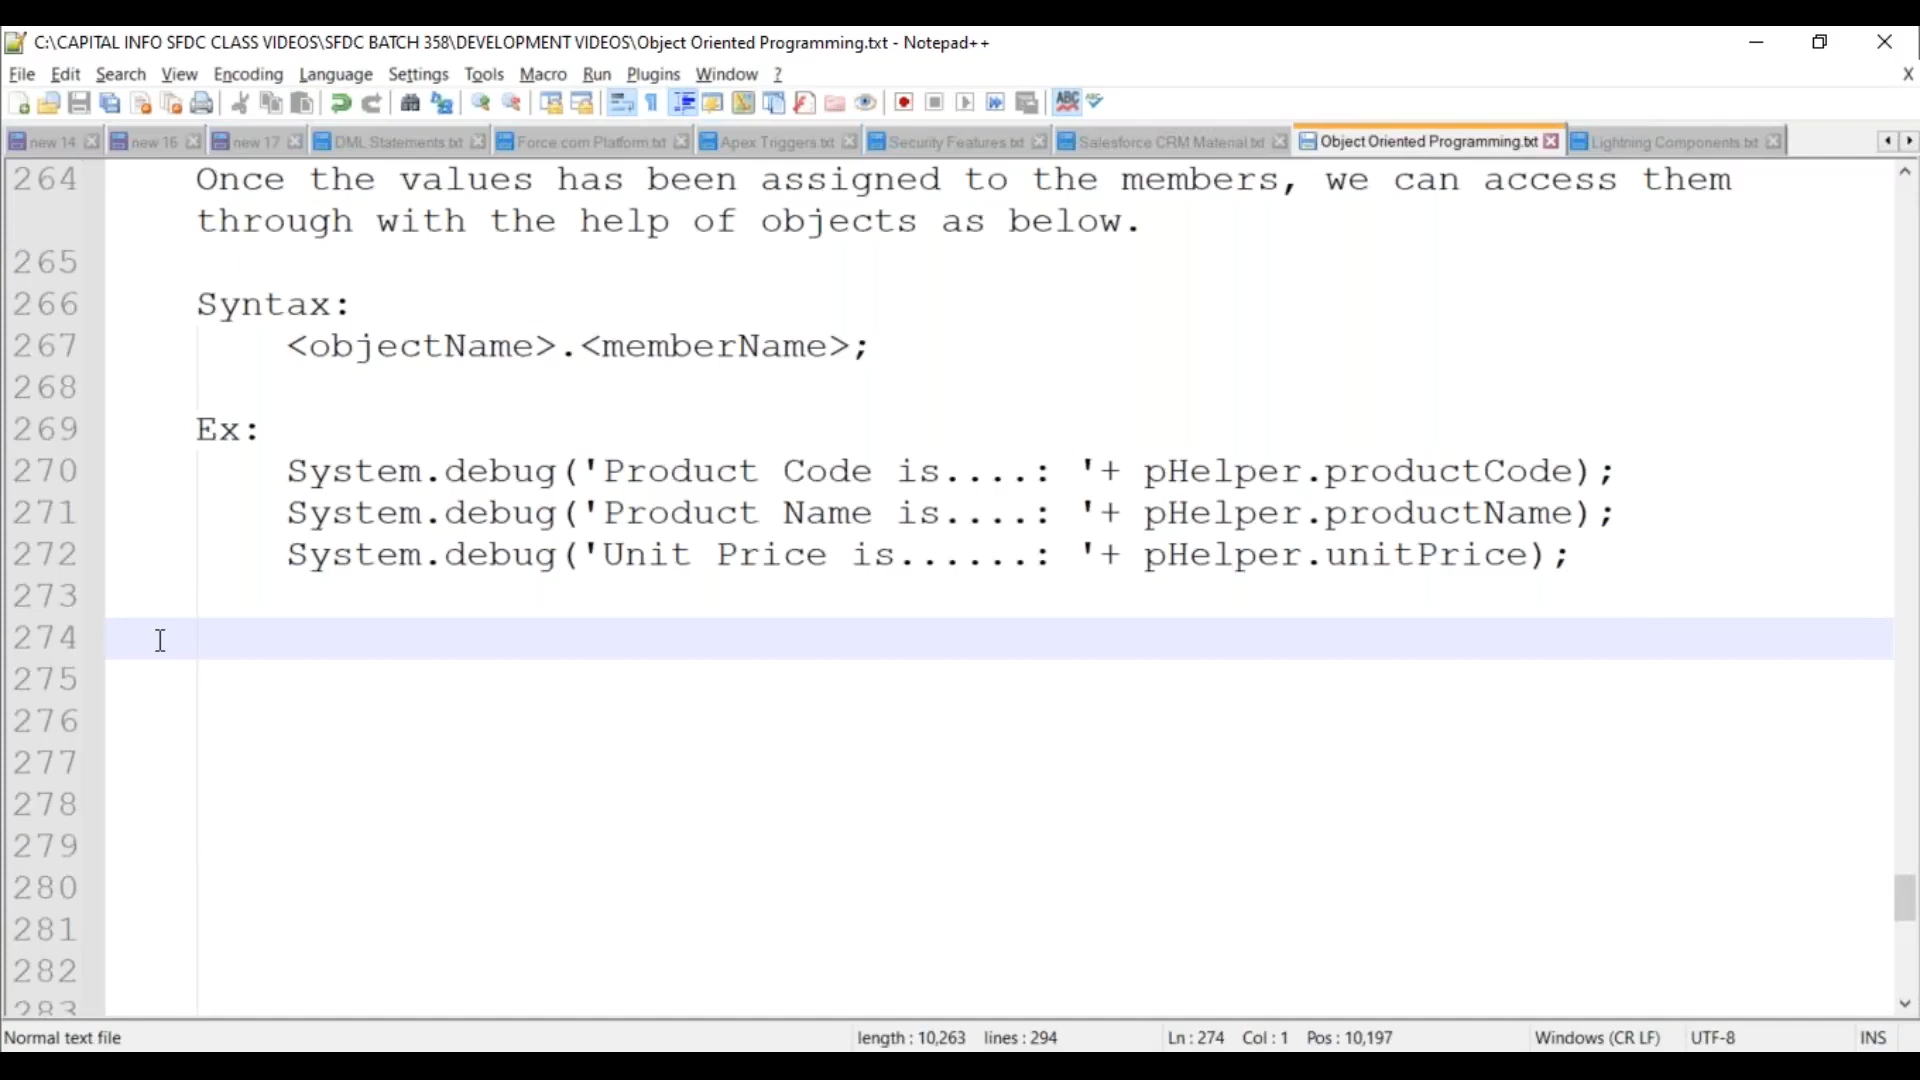 C:\CAPITAL INFO SFDC CLASS VIDEOS\SFDC BATCH 358\DEVELOPMENT VIDEOS\Object Oriented Programming.txt - Notepad++
File Edit Search View Encoding Language Settings Tools Macro Run Plugins Window ? X
new 14 new 16 new 17 DML Statements.txt Force com Platform.txt Apex Triggers.txt Security Features.txt Salesforce CRM Material.txt Object Oriented Programming.txt Lightning Components.txt
264 Once the values has been assigned to the members, we can access them
through with the help of objects as below.
265
266 Syntax:
267 <objectName>.<memberName>;
268
269 Ex:
270 System.debug('Product Code is....: '+ pHelper.productCode);
271 System.debug('Product Name is....: '+ pHelper.productName);
272 System.debug('Unit Price is......: '+ pHelper.unitPrice);
273
274
275
276
277
278
279
280
281
282
283
Normal text file length : 10,263 lines : 294 Ln : 274 Col : 1 Pos : 10,197 Windows (CR LF) UTF-8 INS